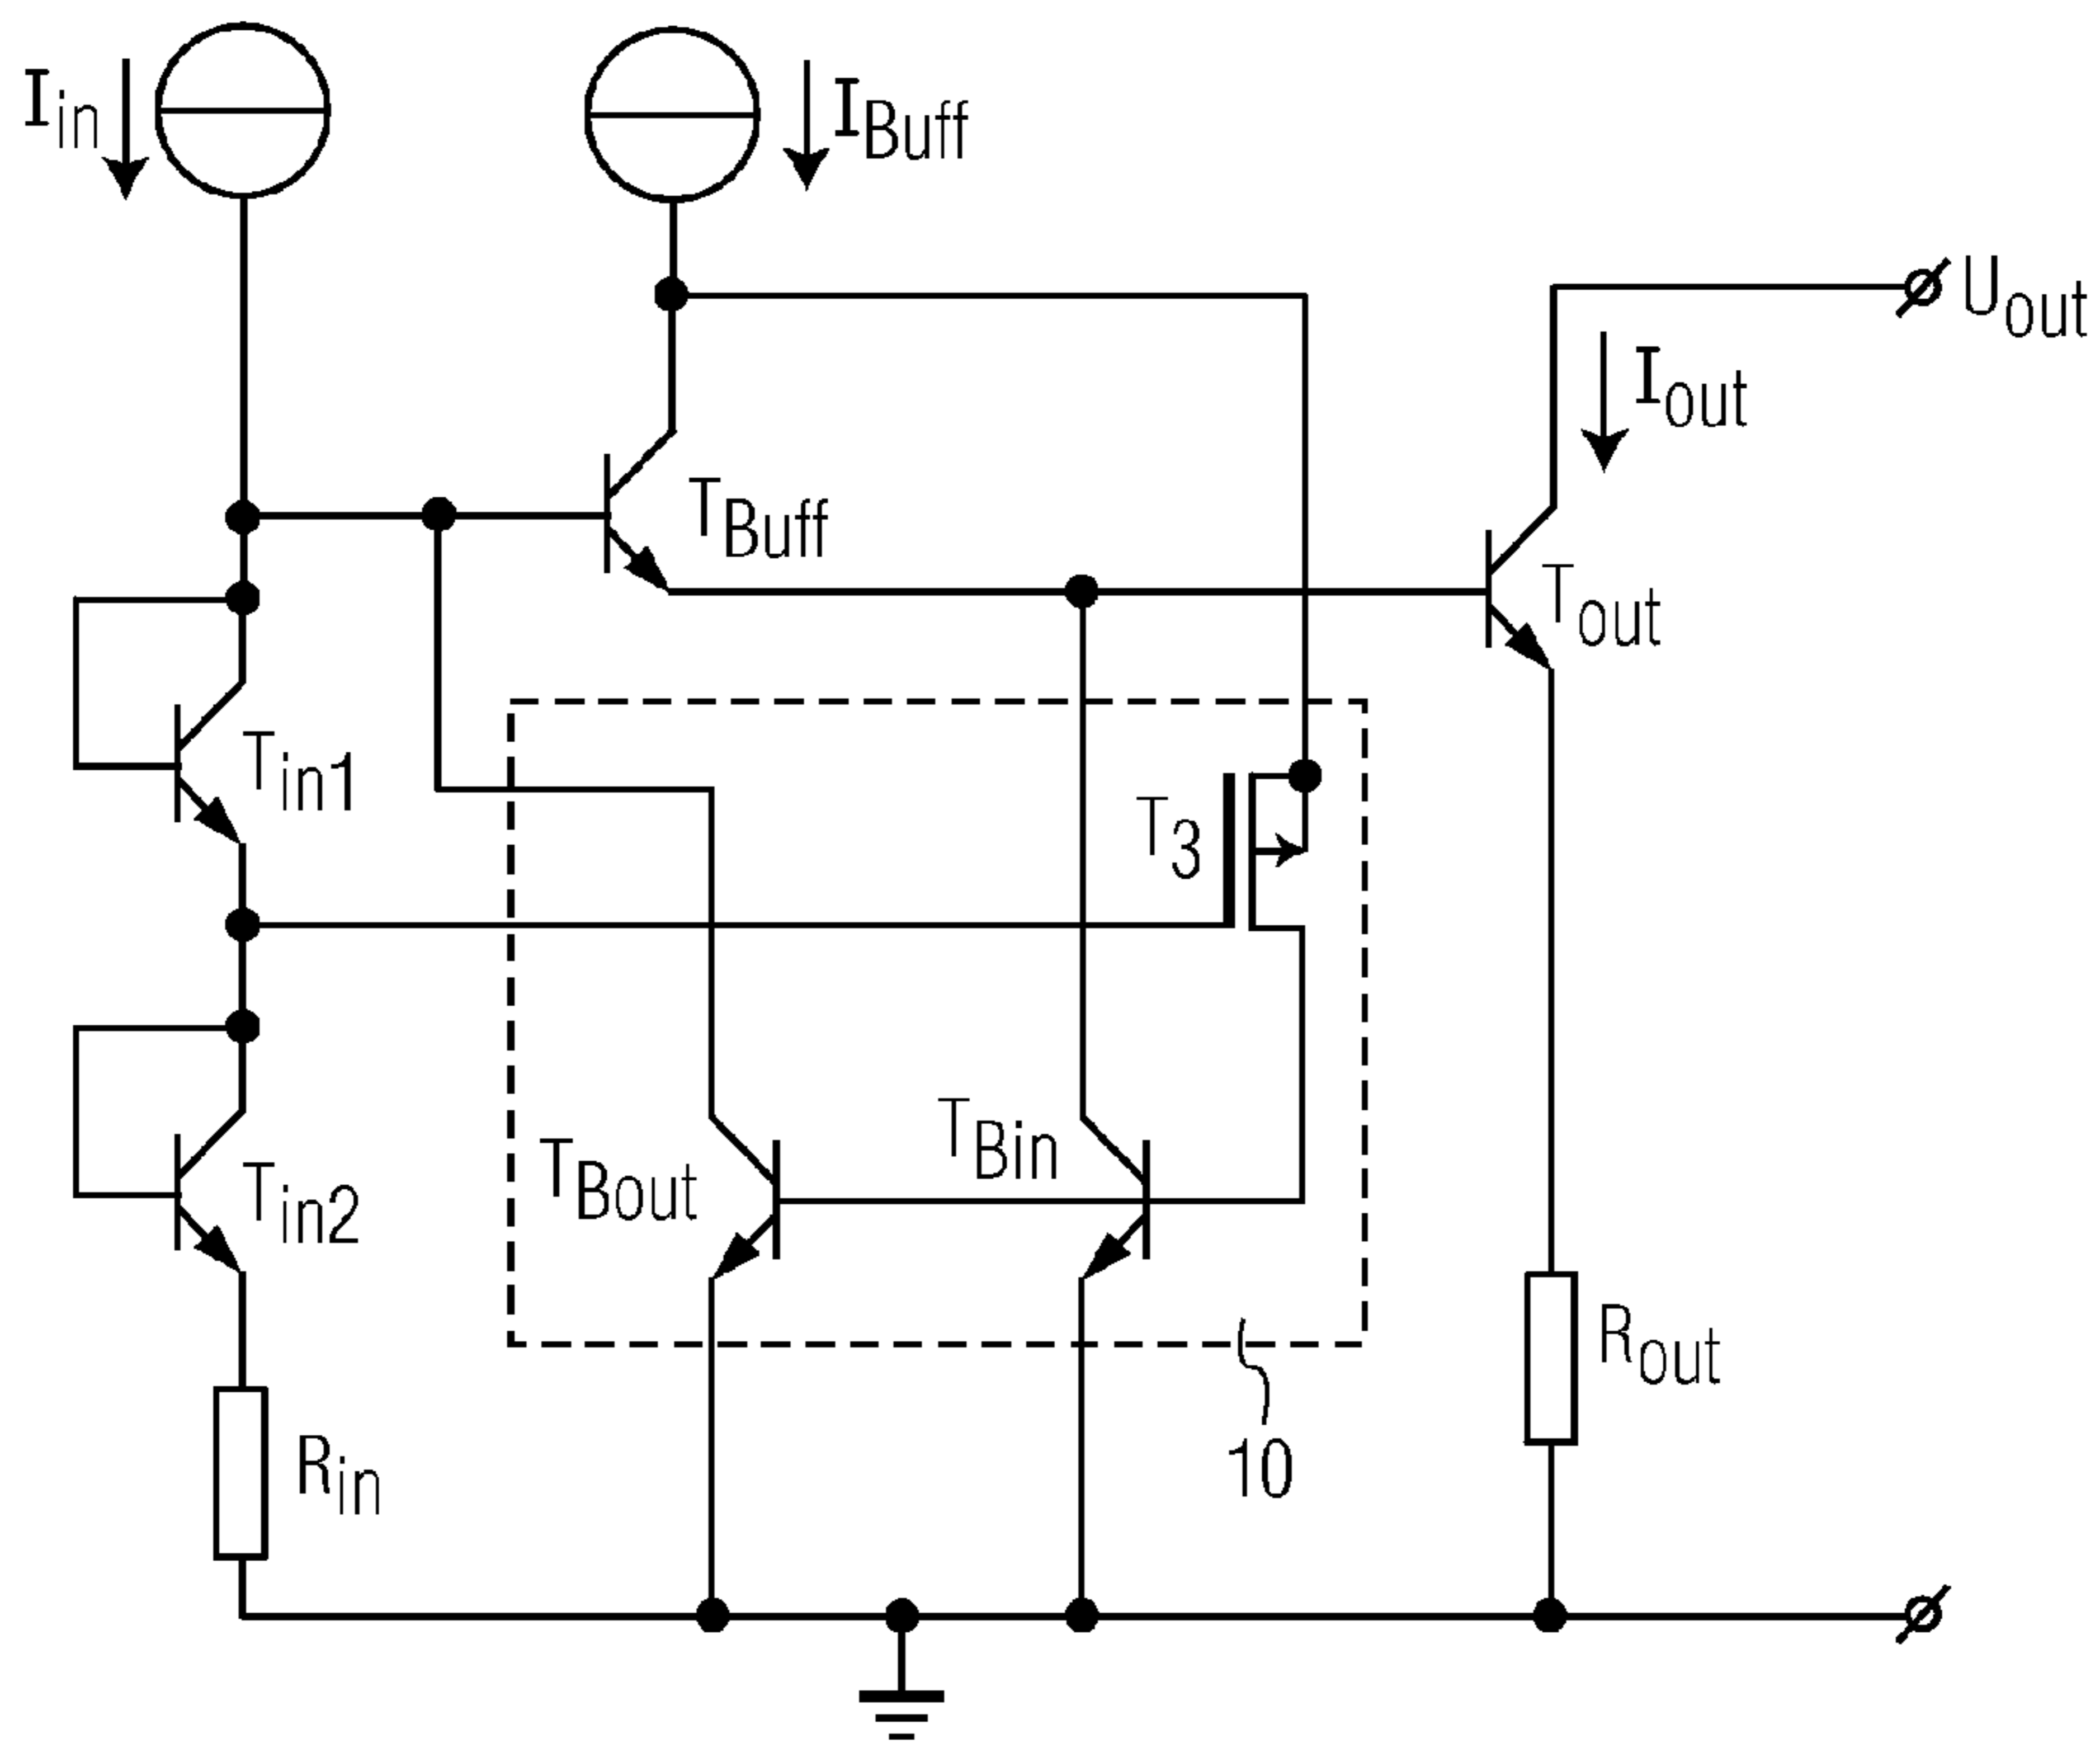 Iin
IBuff
Uout
Iout
TBuff
Tout
Tin1
T3
TBin
TBout
Tin2
Rout
Rin
10